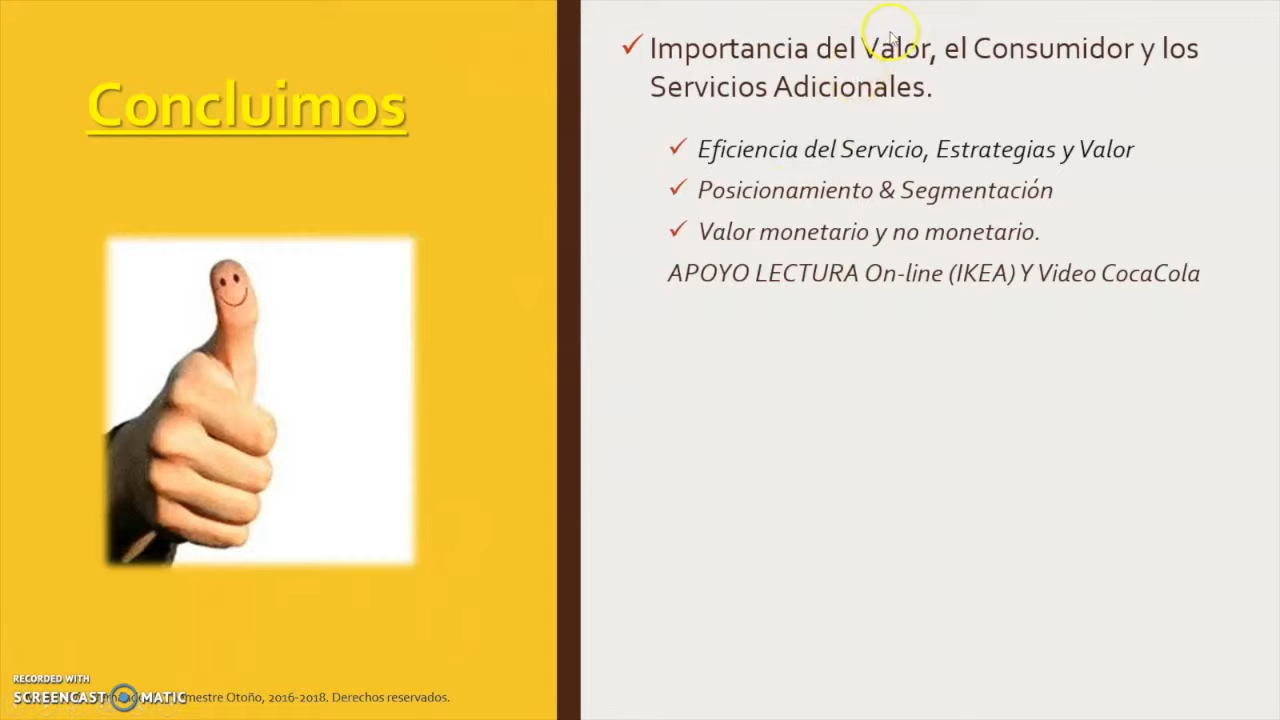 Concluimos
Importancia del Valor, el Consumidor y los
Servicios Adicionales.
Eficiencia del Servicio, Estrategias y Valor
Posicionamiento & Segmentación
Valor monetario y no monetario.
APOYO LECTURA On-line (IKEA) Y Video CocaCola
RECORDED WITH
SCREENCAST MATIC
Otoño, 2016-2018. Derechos reservados.